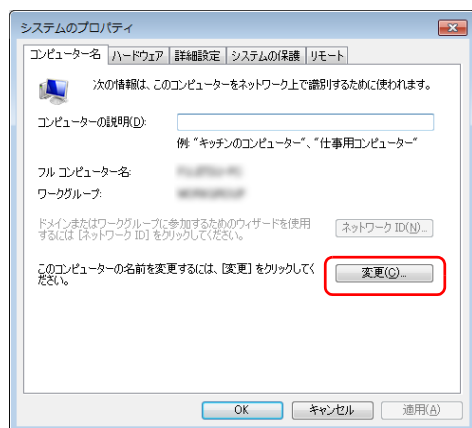 システムのプロパティ
コンピューター名 ハードウェア 詳細設定 システムの保護 リモート
次の情報は、このコンピューターをネットワーク上で識別するために使われます。
コンピューターの説明(D):
例: "キッチンのコンピューター"、"仕事用コンピューター"
フル コンピューター名:
ワークグループ:
ドメインまたはワークグループに参加するためのウィザードを使用
するには [ネットワーク ID] をクリックしてください。
ネットワーク ID(N)...
このコンピューターの名前を変更するには、[変更] をクリックしてく
ださい。
変更(C)...
OK キャンセル 適用(A)